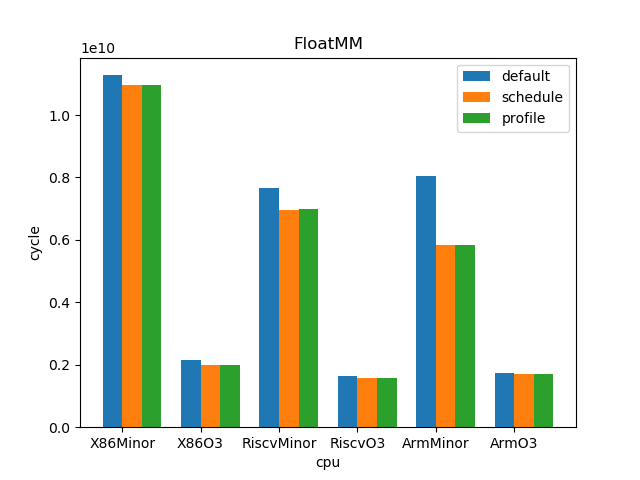 FloatMM
1e10
default
schedule
profile
1.0
0.8
0.6
0.4
0.2
0.0
cycle
X86Minor X86O3 RiscvMinor RiscvO3 ArmMinor ArmO3
cpu